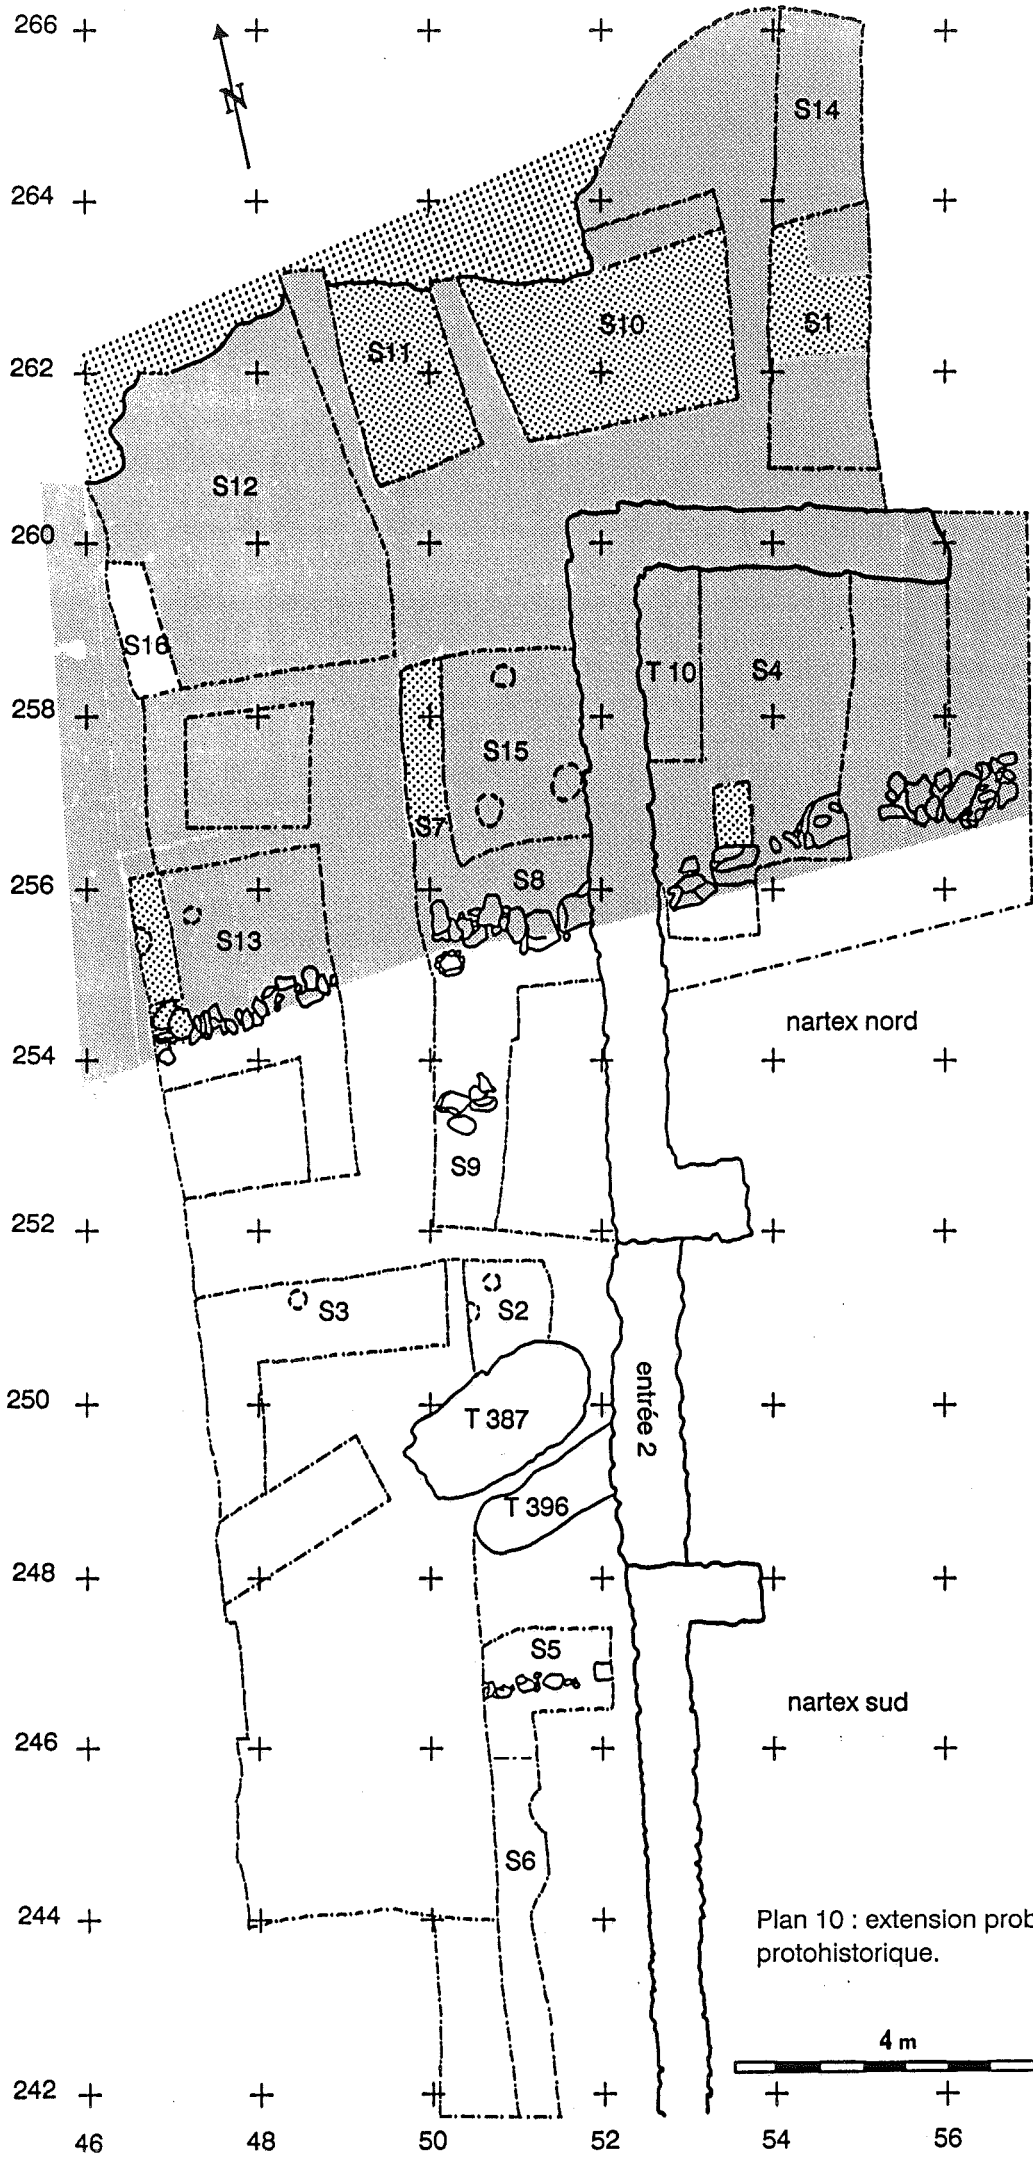 266
N
S14
264
S10
S1
S11
262
S12
260
S16
T 10
S4
258
S15
S7
S8
256
S13
nartex nord
254
S9
252
S3
S2
entrée 2
250
T 387
T 396
248
S5
nartex sud
246
S6
244
Plan 10 : extension prob
protohistorique.
4 m
242
46
48
50
52
54
56